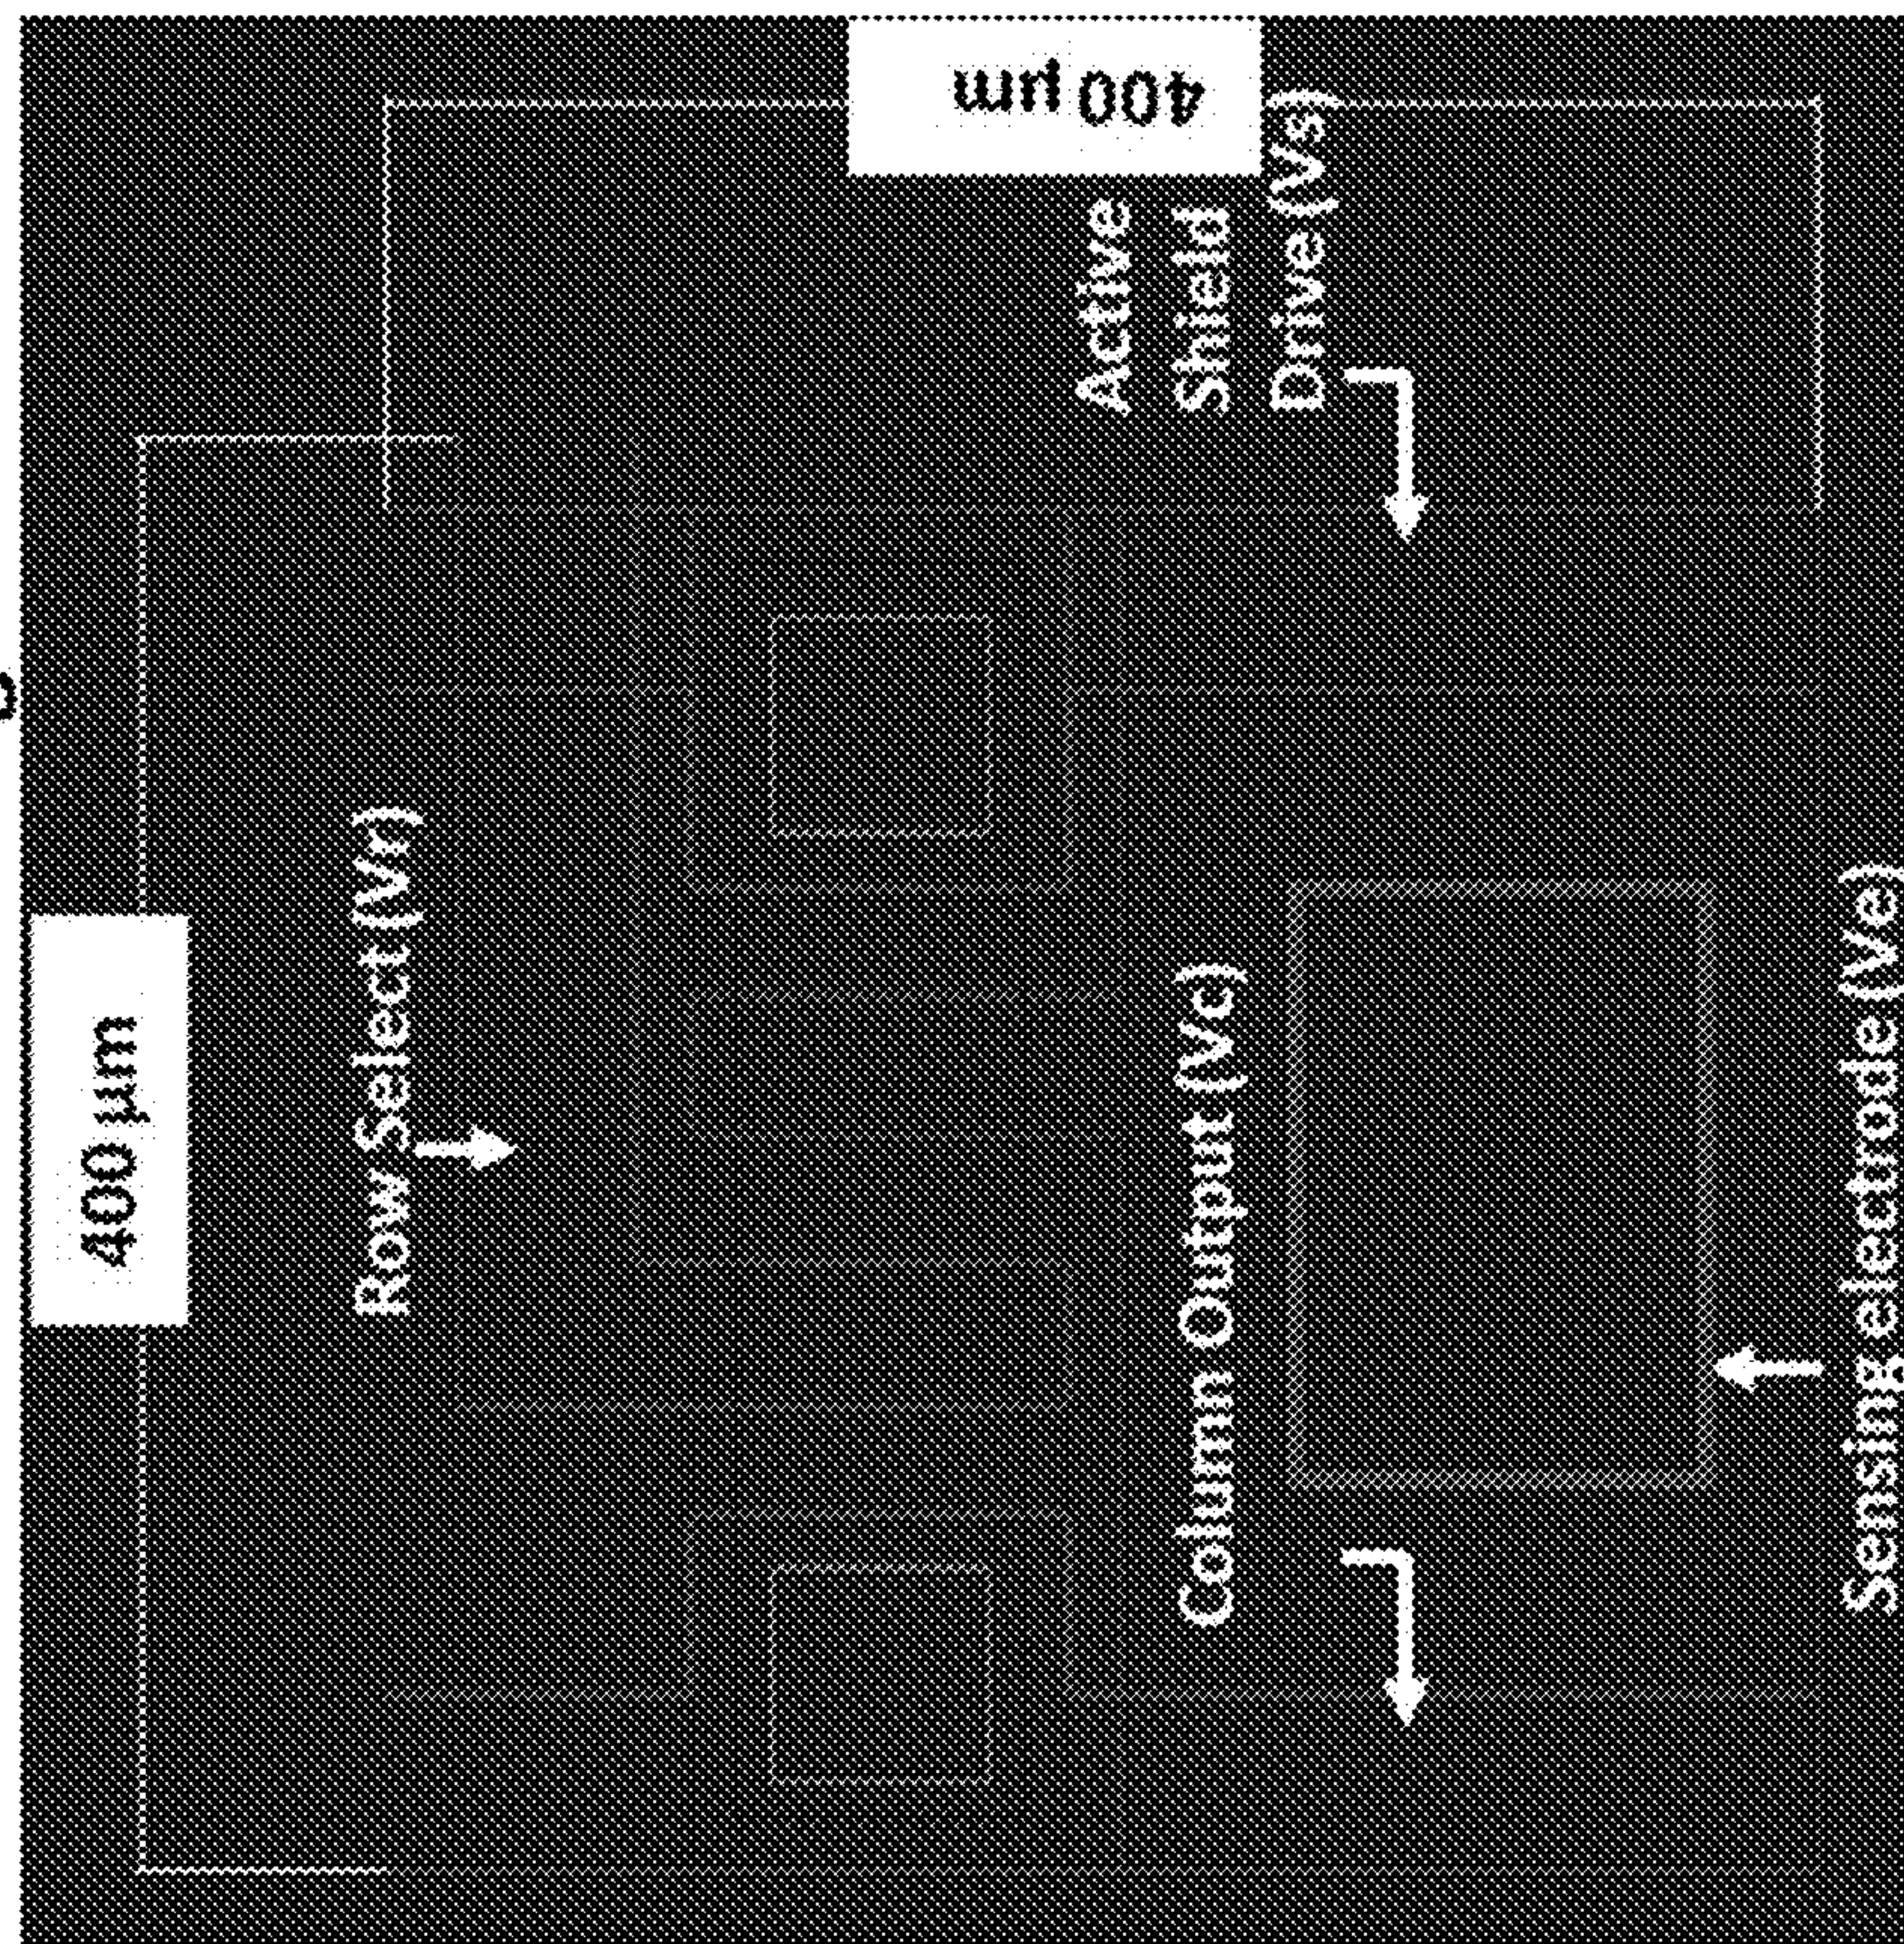 400 µm
Active
Shield
Drive (Vs)
Row Select (Vr)
400 µm
Column Output (Vc)
Sensing electrode (Ve)